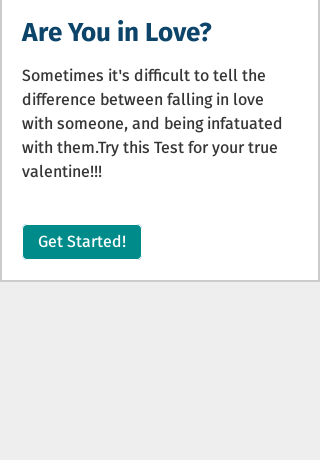 Are You in Love?
Sometimes it's difficult to tell the
difference between falling in love
with someone, and being infatuated
with them.Try this Test for your true
valentine!!!
Get Started!